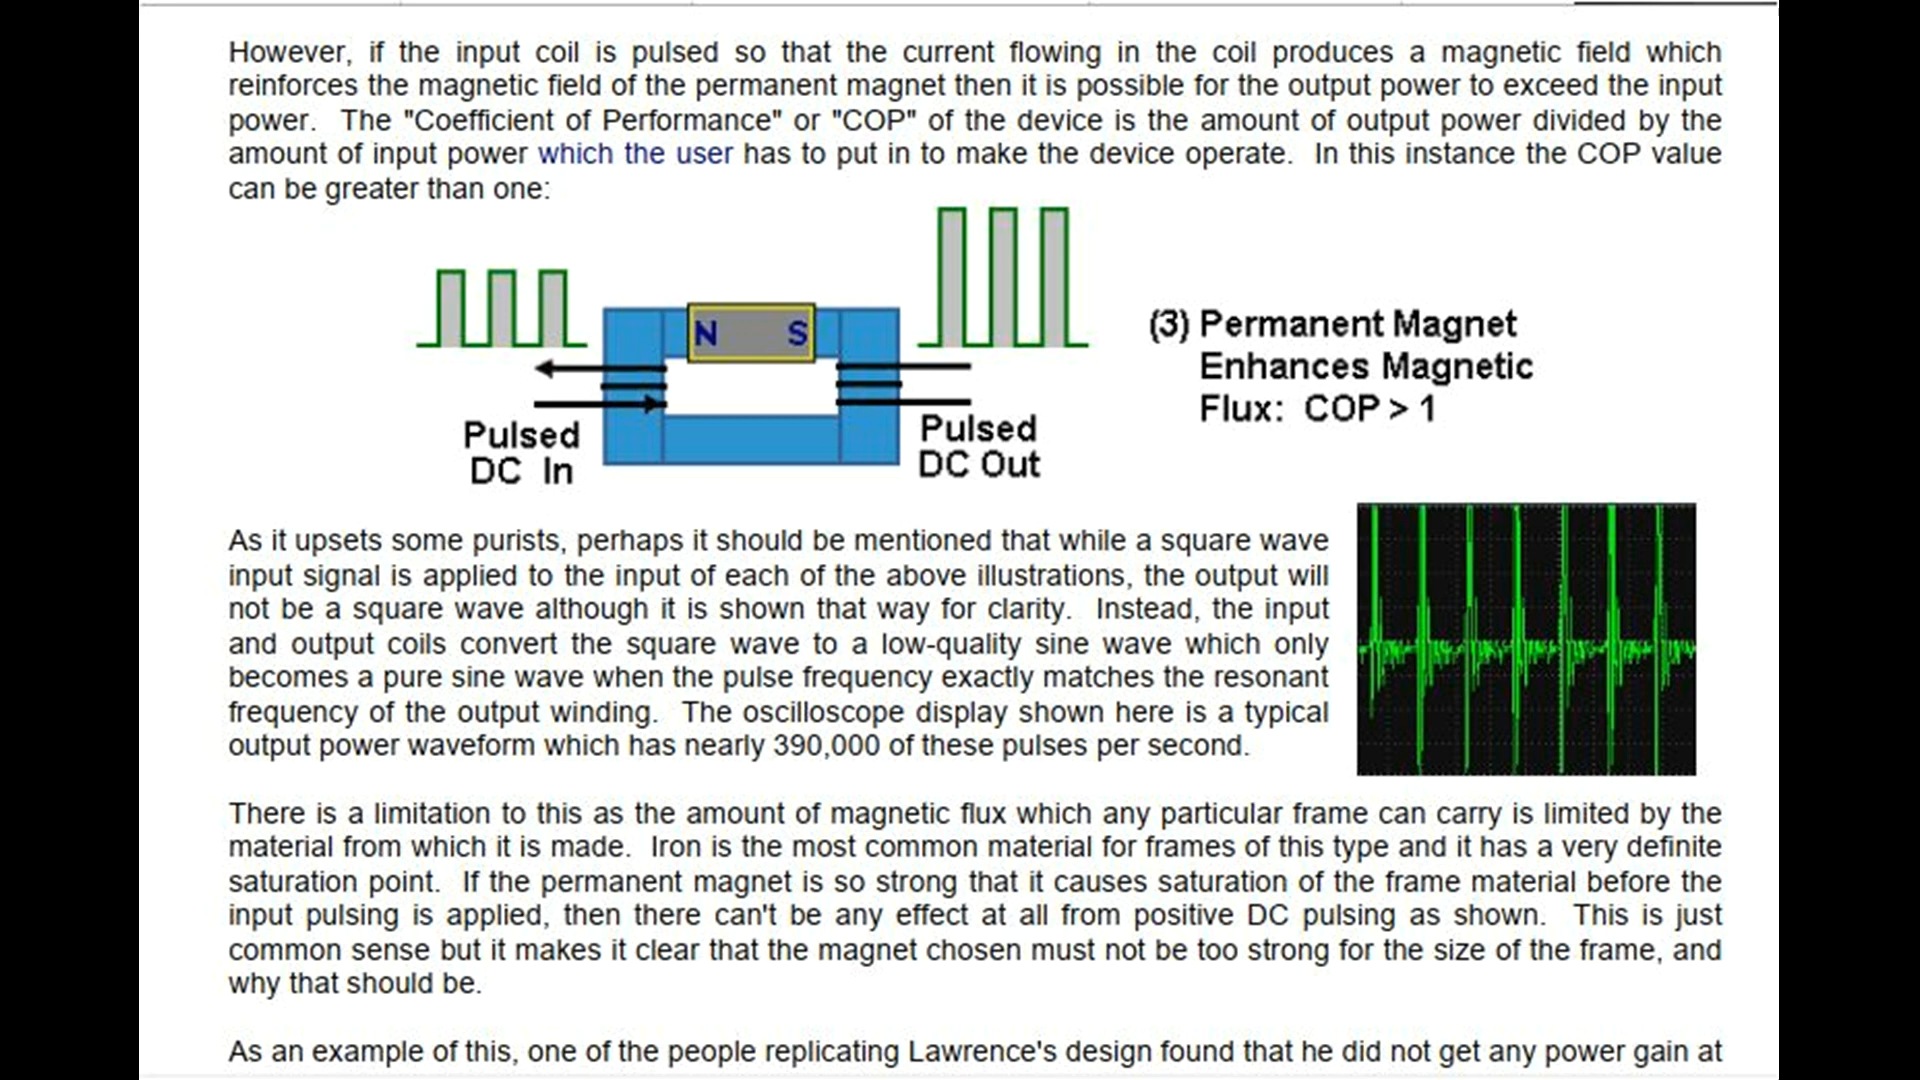 However, if the input coil is pulsed so that the current flowing in the coil produces a magnetic field which
reinforces the magnetic field of the permanent magnet then it is possible for the output power to exceed the input
power. The "Coefficient of Performance" or "COP" of the device is the amount of output power divided by the
amount of input power which the user has to put in to make the device operate. In this instance the COP value
can be greater than one:
N S
(3) Permanent Magnet
Enhances Magnetic
Flux: COP > 1
Pulsed
DC In
Pulsed
DC Out
As it upsets some purists, perhaps it should be mentioned that while a square wave
input signal is applied to the input of each of the above illustrations, the output will
not be a square wave although it is shown that way for clarity. Instead, the input
and output coils convert the square wave to a low-quality sine wave which only
becomes a pure sine wave when the pulse frequency exactly matches the resonant
frequency of the output winding. The oscilloscope display shown here is a typical
output power waveform which has nearly 390,000 of these pulses per second.
There is a limitation to this as the amount of magnetic flux which any particular frame can carry is limited by the
material from which it is made. Iron is the most common material for frames of this type and it has a very definite
saturation point. If the permanent magnet is so strong that it causes saturation of the frame material before the
input pulsing is applied, then there can't be any effect at all from positive DC pulsing as shown. This is just
common sense but it makes it clear that the magnet chosen must not be too strong for the size of the frame, and
why that should be.
As an example of this, one of the people replicating Lawrence's design found that he did not get any power gain at